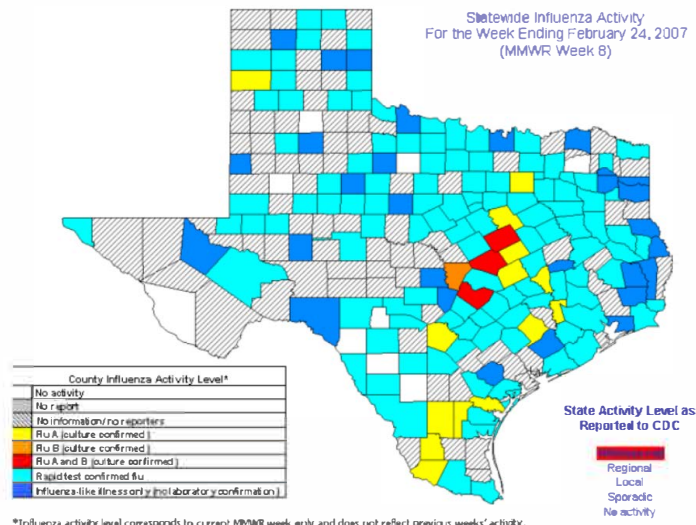 Statewide Influenza Activity
For the Week Ending February 24, 2007
(MMWR Week 8)
County Influenza Activity Level*
No activity
No report
No information/no reporters
Flu A (culture confirmed)
Flu B (culture confirmed)
Flu A and B (culture confirmed)
Rapid test confirmed flu
Influenza-like illness only (no laboratory confirmation)
State Activity Level as
Reported to CDC
Regional
Local
Sporadic
No activity
*Influenza activity level corresponds to current MMWR week only and does not reflect previous weeks' activity.